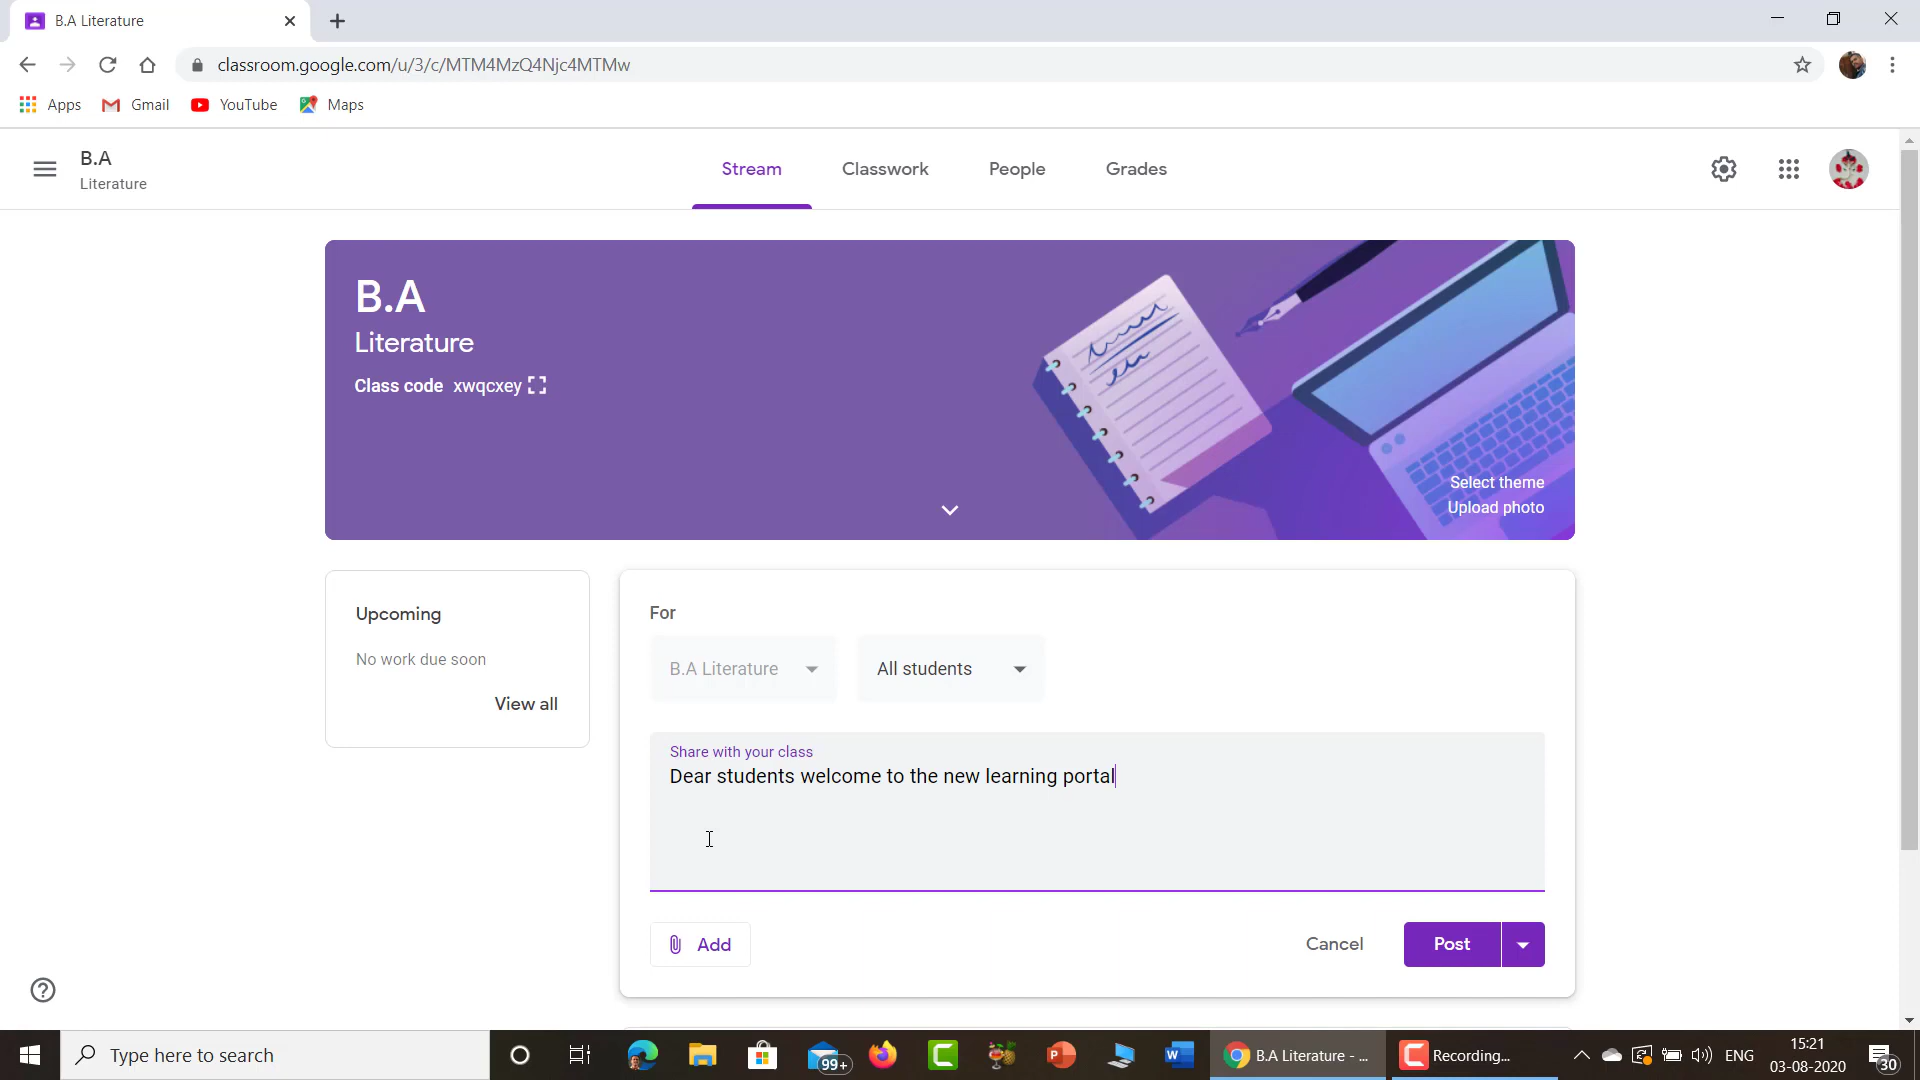 B.A Literature
classroom.google.com/u/3/c/MTM4MzQ4Njc4MTMw
Apps Gmail YouTube Maps
B.A
Literature
Stream Classwork People Grades
B.A
Literature
Class code xwqcxey
Select theme
Upload photo
Upcoming
No work due soon
View all
For
B.A Literature All students
Share with your class
Dear students welcome to the new learning portal
Add Cancel Post
Type here to search
99+
B.A Literature - ...
Recording...
ENG
15:21
03-08-2020
30